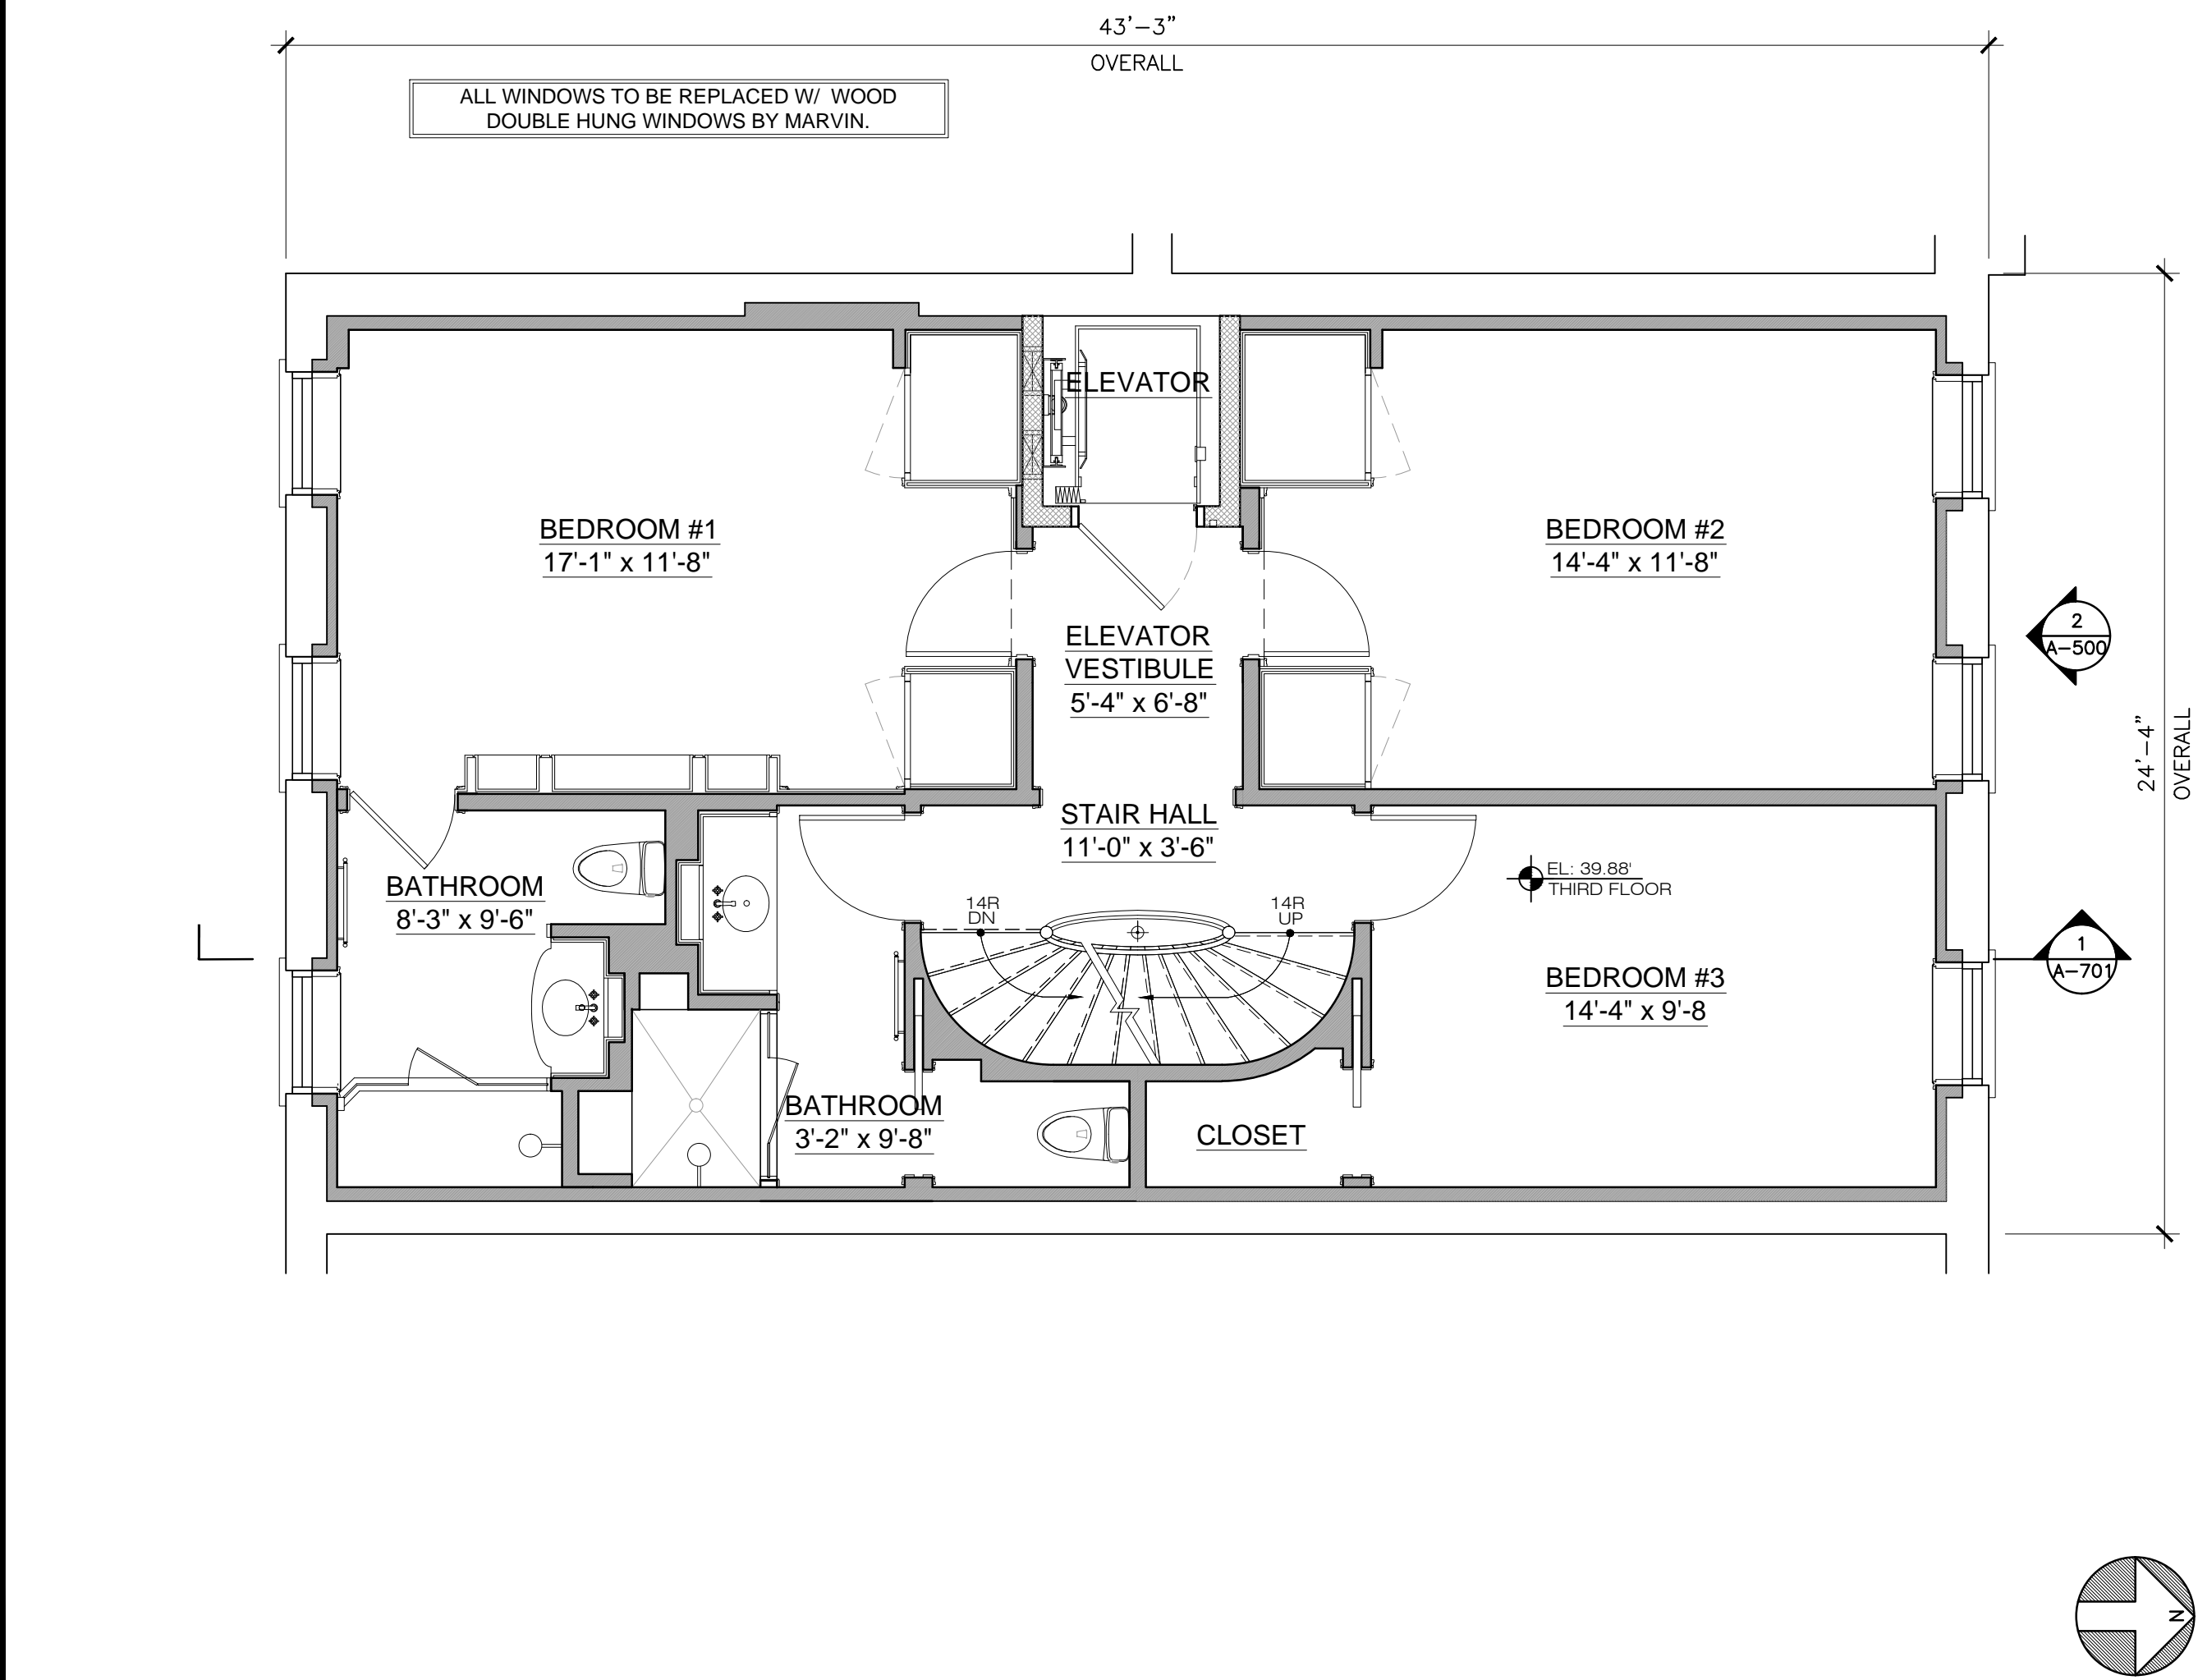 43’–3”
OVERALL
ALL WINDOWS TO BE REPLACED W/ WOOD
DOUBLE HUNG WINDOWS BY MARVIN.
ELEVATOR
BEDROOM #1
17'-1" x 11'-8"
BEDROOM #2
14'-4" x 11'-8"
ELEVATOR
VESTIBULE
5'-4" x 6'-8"
2
A–500
24’–4”
OVERALL
STAIR HALL
11'-0" x 3'-6"
EL: 39.88'
THIRD FLOOR
BATHROOM
8'-3" x 9'-6"
14R
DN
14R
UP
1
A–701
BEDROOM #3
14'-4" x 9'-8
BATHROOM
3'-2" x 9'-8"
CLOSET
N